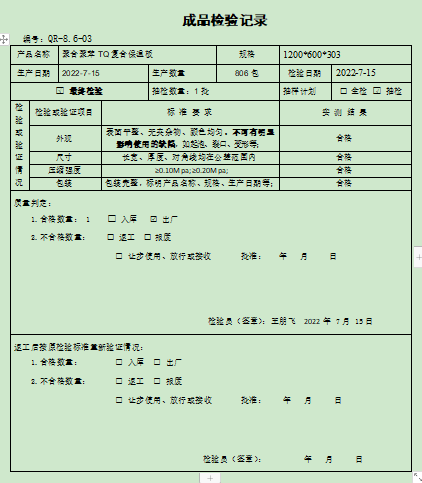 成品检验记录
编号：QR-8.6-03
产品名称 聚合聚苯TQ复合保温板 规格 1200*600*303
生产日期 2022-7-15 生产数量 806 包 检验日期 2022-7-15
☑ 最终检验 抽检数量：1 批 抽样计划 □ 全检 ☑ 抽检
检验或验证情况
检验或验证项目 标 准 要 求 实 测 结 果
外观 表面平整、无夹杂物、颜色均匀。不可有明显影响使用的缺陷，如起泡、裂口、变形等； 合格
尺寸 长宽、厚度、对角线均在公差范围内 合格
压缩强度 ≥0.10Mpa;≥0.20Mpa; 合格
包装 包装完整，标明产品名称、规格、生产日期等； 合格
质量判定：
1.合格数量： 1 □ 入库 ☑ 出厂
2.不合格数量： □ 返工 □ 报废
□ 让步使用、放行或接收 批准： 年 月 日
检验员（签章）：王朋飞 2022 年 7 月 15日
返工后按原检验标准重新验证情况：
1.合格数量： □ 入库 □ 出厂
2.不合格数量： □ 返工 □ 报废
□ 让步使用、放行或接收 批准： 年 月 日
检验员（签章）： 年 月 日